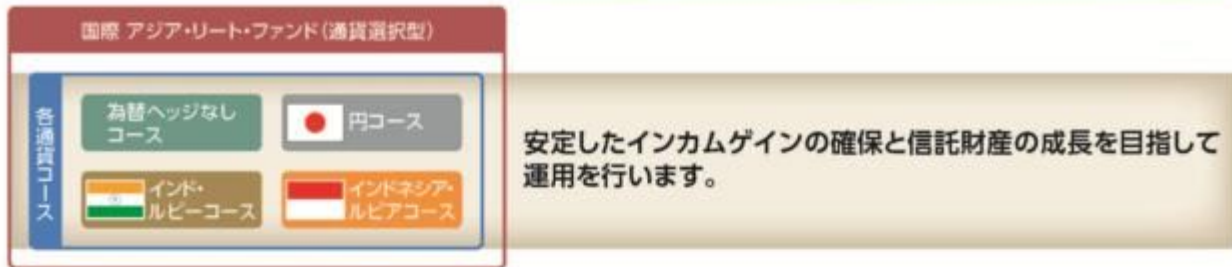 国際 アジア・リート・ファンド(通貨選択型)
各通貨コース
為替ヘッジなし
コース
円コース
インド・
ルピーコース
インドネシア・
ルピアコース
安定したインカムゲインの確保と信託財産の成長を目指して
運用を行います。